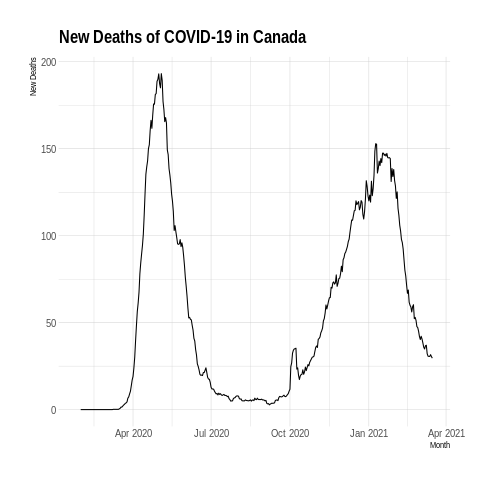 New Deaths of COVID-19 in Canada
New Deaths
200
150
100
50
0
Apr 2020 Jul 2020 Oct 2020 Jan 2021 Apr 2021
Month